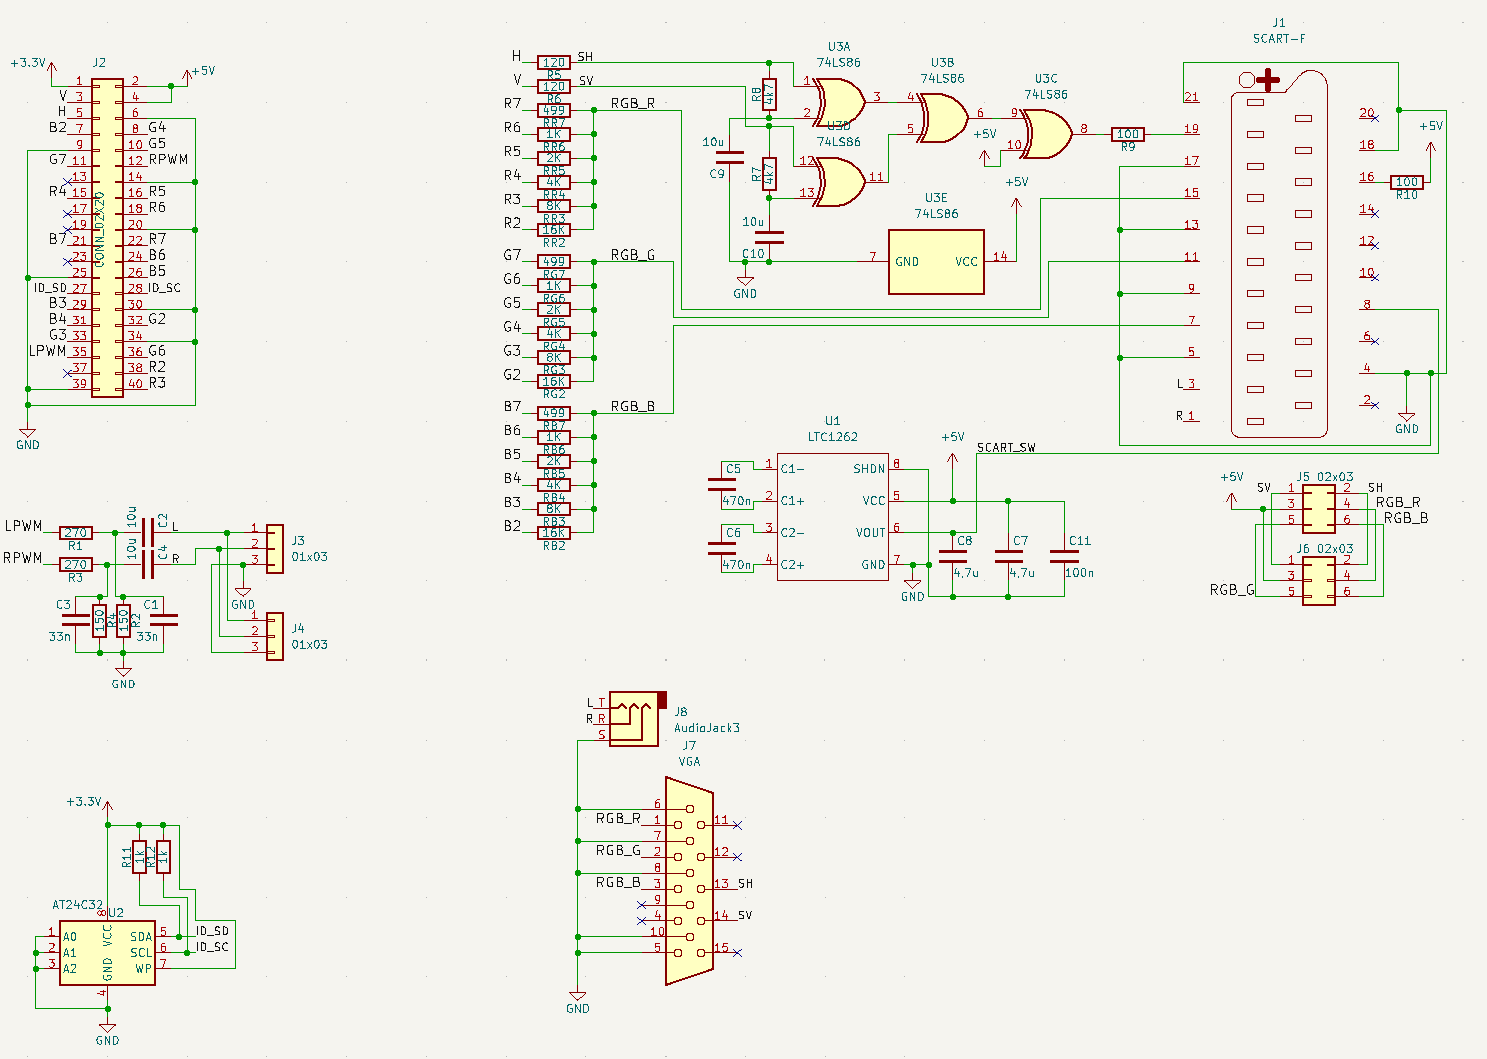 J2
+3.3V
+5V
1 2
V 3 4
H 5 6
B2 7 8 G4
9 10 G5
G7 11 12 RPWM
13 14
R4 15 16 R5
17 18 R6
19 20
B7 21 22 R7
23 24 B6
25 26 B5
ID_SD 27 28 ID_SC
B3 29 30
B4 31 32 G2
G3 33 34
LPWM 35 36 G6
37 38 R2
39 40 R3
CONN_02X20
GND
H 120 SH
R5
V 120 SV
R6
R7 499 RGB_R
RR7
R6 1K
RR6
R5 2K
RR5
R4 4K
RR4
R3 8K
RR3
R2 16K
RR2
G7 499 RGB_G
RG7
G6 1K
RG6
G5 2K
RG5
G4 4K
RG4
G3 8K
RG3
G2 16K
RG2
B7 499 RGB_B
RB7
B6 1K
RB6
B5 2K
RB5
B4 4K
RB4
B3 8K
RB3
B2 16K
RB2
U3A
74LS86
1
2
3
R8
4k7
U3D
74LS86
12
13
11
R7
4k7
10u
C9
10u
C10
GND
U3B
74LS86
4
5
6
U3C
74LS86
9
10
8
+5V
100
R9
U3E
74LS86
7 GND VCC 14
+5V
J1
SCART-F
21
20
19
18
17
16
15
14
13
12
11
10
9
8
7
6
5
4
L 3
2
R 1
+5V
100
R10
GND
U1
LTC1262
1 C1- SHDN 8
2 C1+ VCC 5
3 C2- VOUT 6
4 C2+ GND 7
C5
470n
C6
470n
+5V
SCART_SW
C8
4.7u
C7
4.7u
C11
100n
GND
+5V
J5 02x03
SV 1 2 SH
3 4 RGB_R
5 6 RGB_B
J6 02x03
1 2
3 4
RGB_G 5 6
LPWM 270
R1
10u
C2
L
RPWM 270
R3
10u
C4
R
1
2
3
J3
01x03
GND
C3
33n
150
R4
150
R2
C1
33n
GND
1
2
3
J4
01x03
L T
R R
S
J8
AudioJack3
J7
VGA
6
RGB_R 1 11
7
RGB_G 2 12
8
RGB_B 3 13 SH
9
4 14 SV
10
5 15
GND
+3.3V
R11
1k
R12
1k
AT24C32
U2
8
VCC
1 A0 SDA 5 ID_SD
2 A1 SCL 6 ID_SC
3 A2 WP 7
GND
4
GND